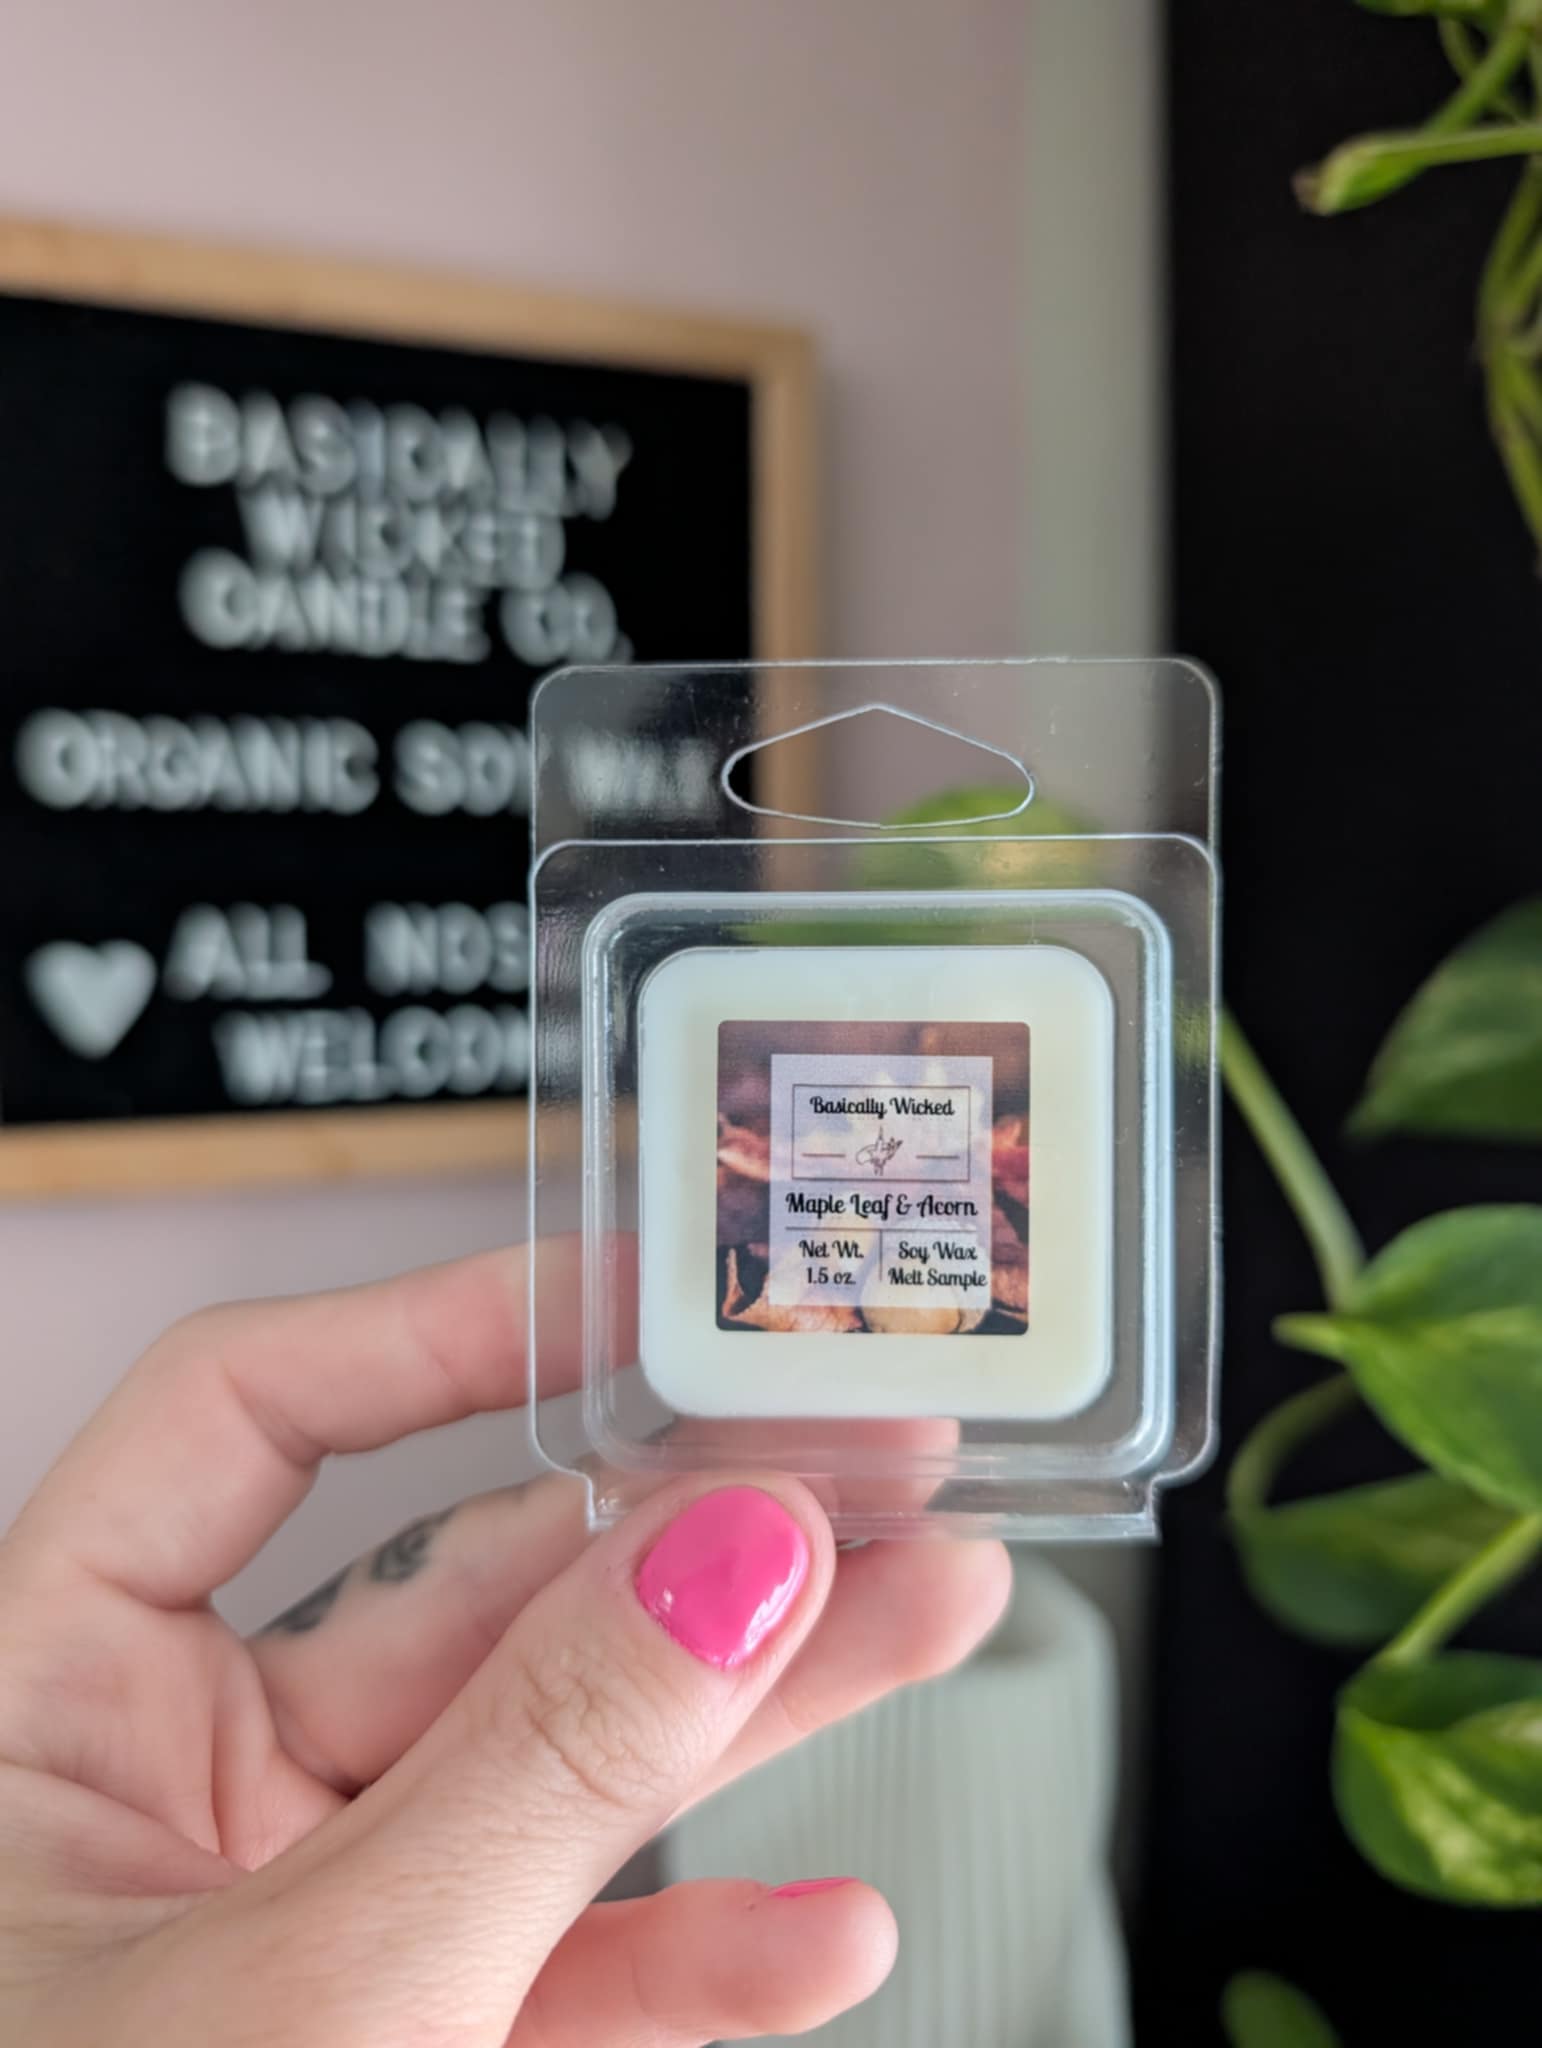 BASICALLY
WICKED
CANDLE CO.
ORGANIC SOY WAX
ALL
Basically Wicked
Maple Leaf & Acorn
Net Wt.
1.5 oz.
Soy Wax
Melt Sample